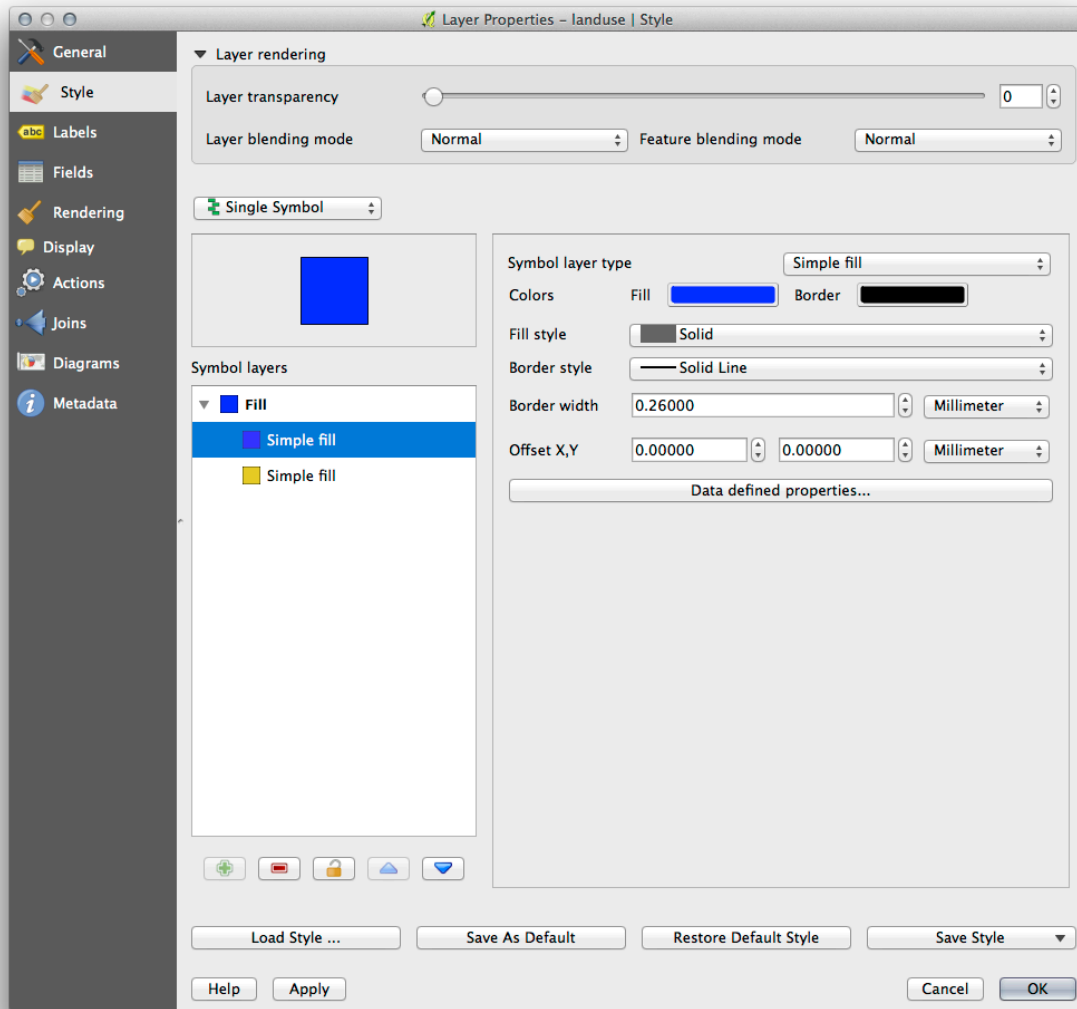 Layer Properties - landuse | Style
General
Style
abc Labels
Fields
Rendering
Display
Actions
Joins
Diagrams
Metadata
Layer rendering
Layer transparency 0
Layer blending mode Normal Feature blending mode Normal
Single Symbol
Symbol layers
Fill
Simple fill
Simple fill
Symbol layer type Simple fill
Colors Fill Border
Fill style Solid
Border style Solid Line
Border width 0.26000 Millimeter
Offset X,Y 0.00000 0.00000 Millimeter
Data defined properties...
Load Style ... Save As Default Restore Default Style Save Style
Help Apply Cancel OK